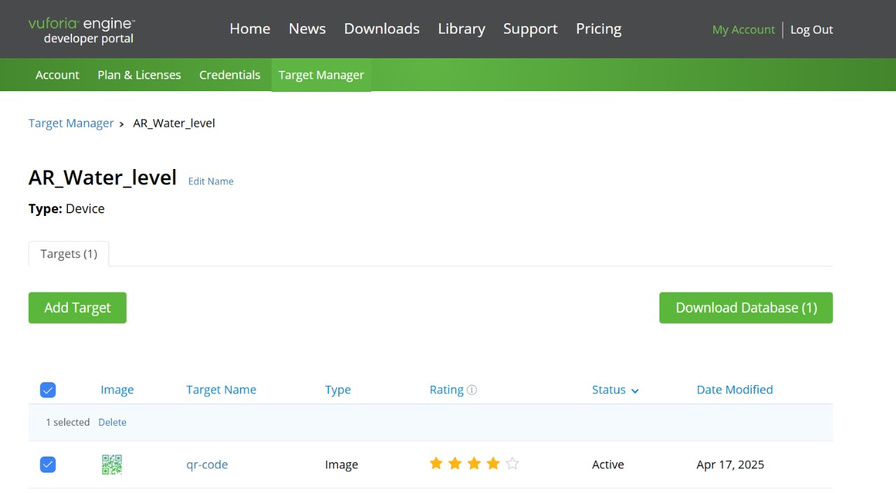 vuforia engine™
developer portal
Home News Downloads Library Support Pricing
My Account Log Out
Account Plan & Licenses Credentials Target Manager
Target Manager > AR_Water_level
AR_Water_level Edit Name
Type: Device
Targets (1)
Add Target Download Database (1)
Image Target Name Type Rating Status Date Modified
1 selected Delete
qr-code Image Active Apr 17, 2025